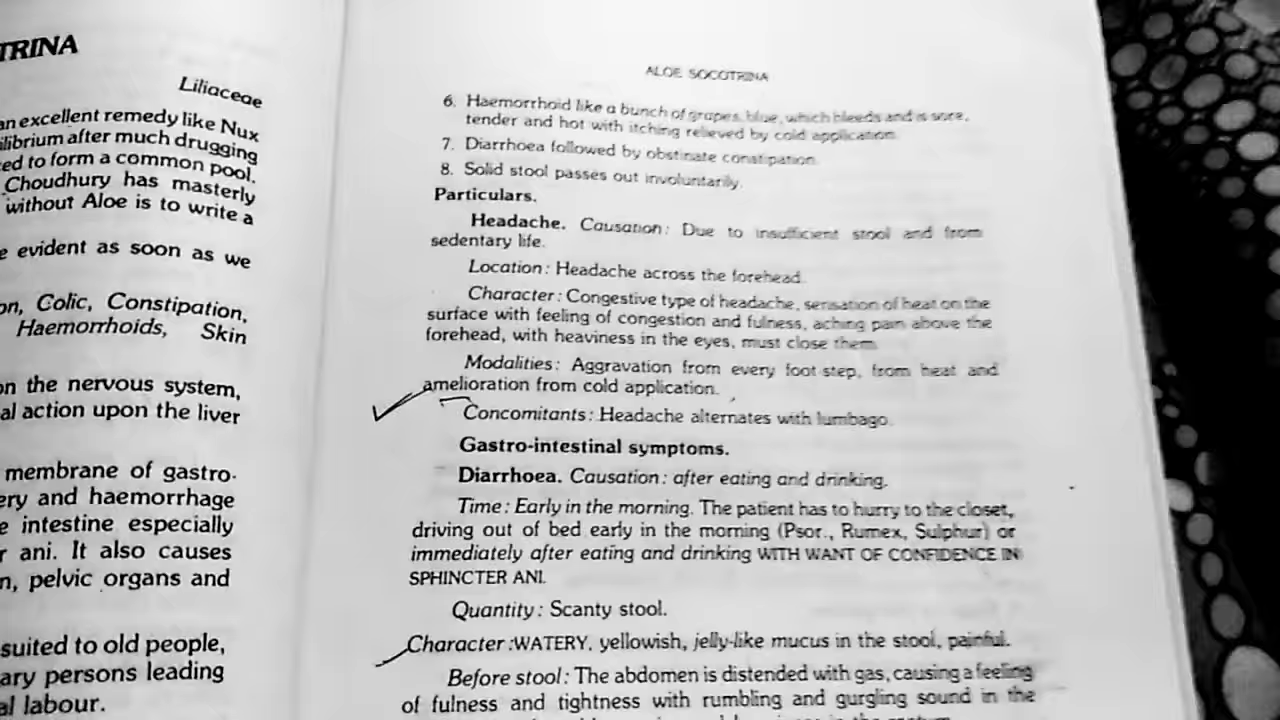 TRINA
Liliaceae
an excellent remedy like Nux
ilibrium after much drugging
ed to form a common pool.
Choudhury has masterly
without Aloe is to write a
e evident as soon as we
on, Colic, Constipation,
Haemorrhoids, Skin
on the nervous system,
al action upon the liver
membrane of gastro-
ery and haemorrhage
e intestine especially
r ani. It also causes
n, pelvic organs and
suited to old people,
ary persons leading
al labour.
ALOE SOCOTRINA
6. Haemorrhoid like a bunch of grapes, blue, which bleeds and is sore,
tender and hot with itching relieved by cold application.
7. Diarrhoea followed by obstinate constipation.
8. Solid stool passes out involuntarily.
Particulars.
Headache. Causation: Due to insufficient stool and from
sedentary life.
Location: Headache across the forehead.
Character: Congestive type of headache, sensation of heat on the
surface with feeling of congestion and fulness, aching pain above the
forehead, with heaviness in the eyes, must close them
Modalities: Aggravation from every foot-step, from heat and
amelioration from cold application.
Concomitants: Headache alternates with lumbago.
Gastro-intestinal symptoms.
Diarrhoea. Causation: after eating and drinking.
Time: Early in the morning. The patient has to hurry to the closet,
driving out of bed early in the morning (Psor., Rumex, Sulphur) or
immediately after eating and drinking WITH WANT OF CONFIDENCE IN
SPHINCTER ANI.
Quantity: Scanty stool.
Character: WATERY, yellowish, jelly-like mucus in the stool, painful.
Before stool: The abdomen is distended with gas, causing a feeling
of fulness and tightness with rumbling and gurgling sound in the